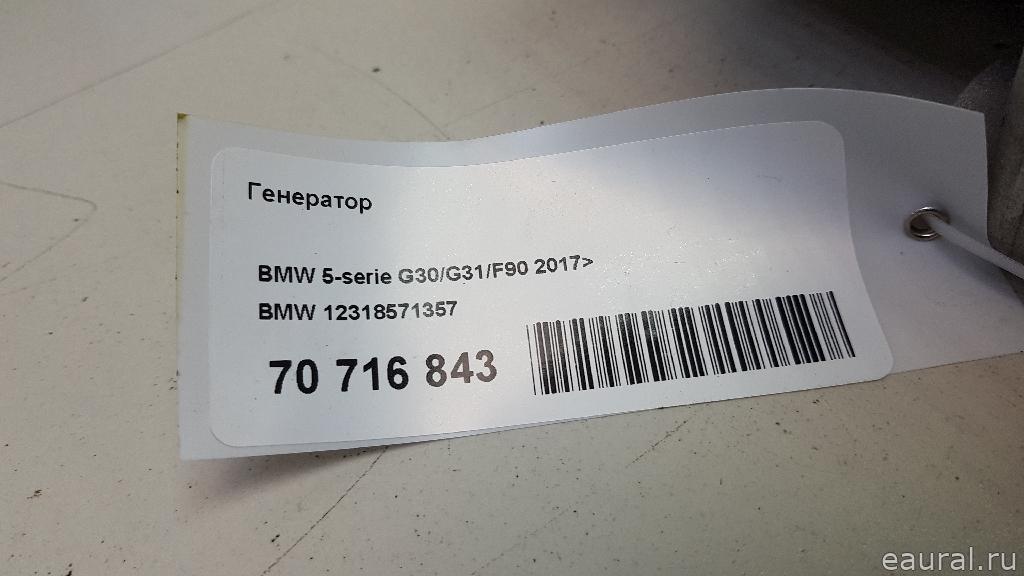 Генератор
BMW 5-serie G30/G31/F90 2017>
BMW 12318571357
70 716 843
eaural.ru